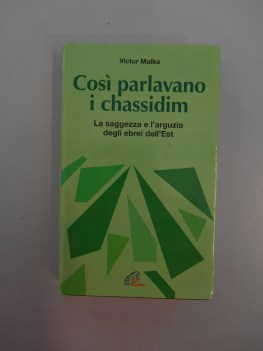 Victor Malka
Così parlavano
i chassidim
La saggezza e l'arguzia
degli ebrei dell'Est